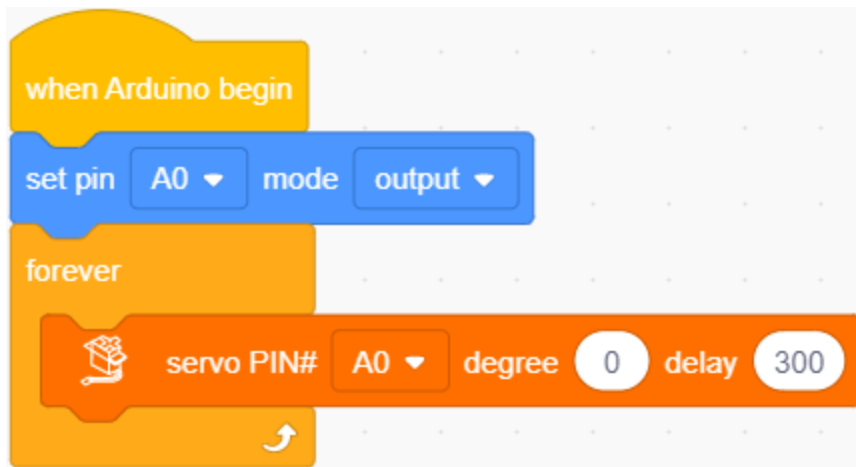 when Arduino begin
set pin A0 mode output
forever
servo PIN# A0 degree 0 delay 300